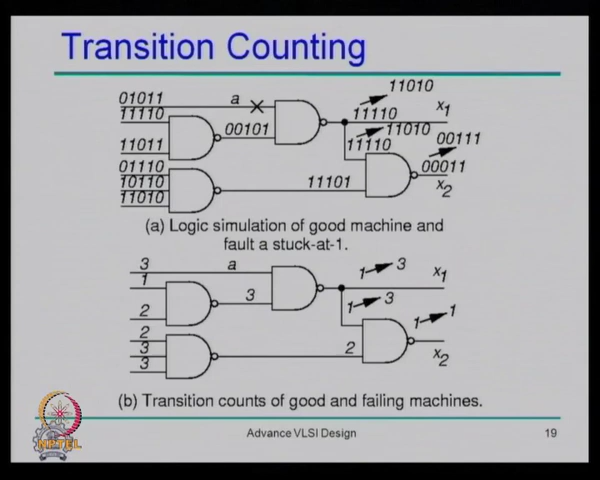 Transition Counting
11010
01011 a 11110 x1
11110 00101 11010 00111
11110
11011 00011
01110 x2
10110 11101
11010
(a) Logic simulation of good machine and
fault a stuck-at-1.
3 a 1 3 x1
1 3 1 3
2 1 1
2 2
3 x2
3
(b) Transition counts of good and failing machines.
NPTEL
Advance VLSI Design 19